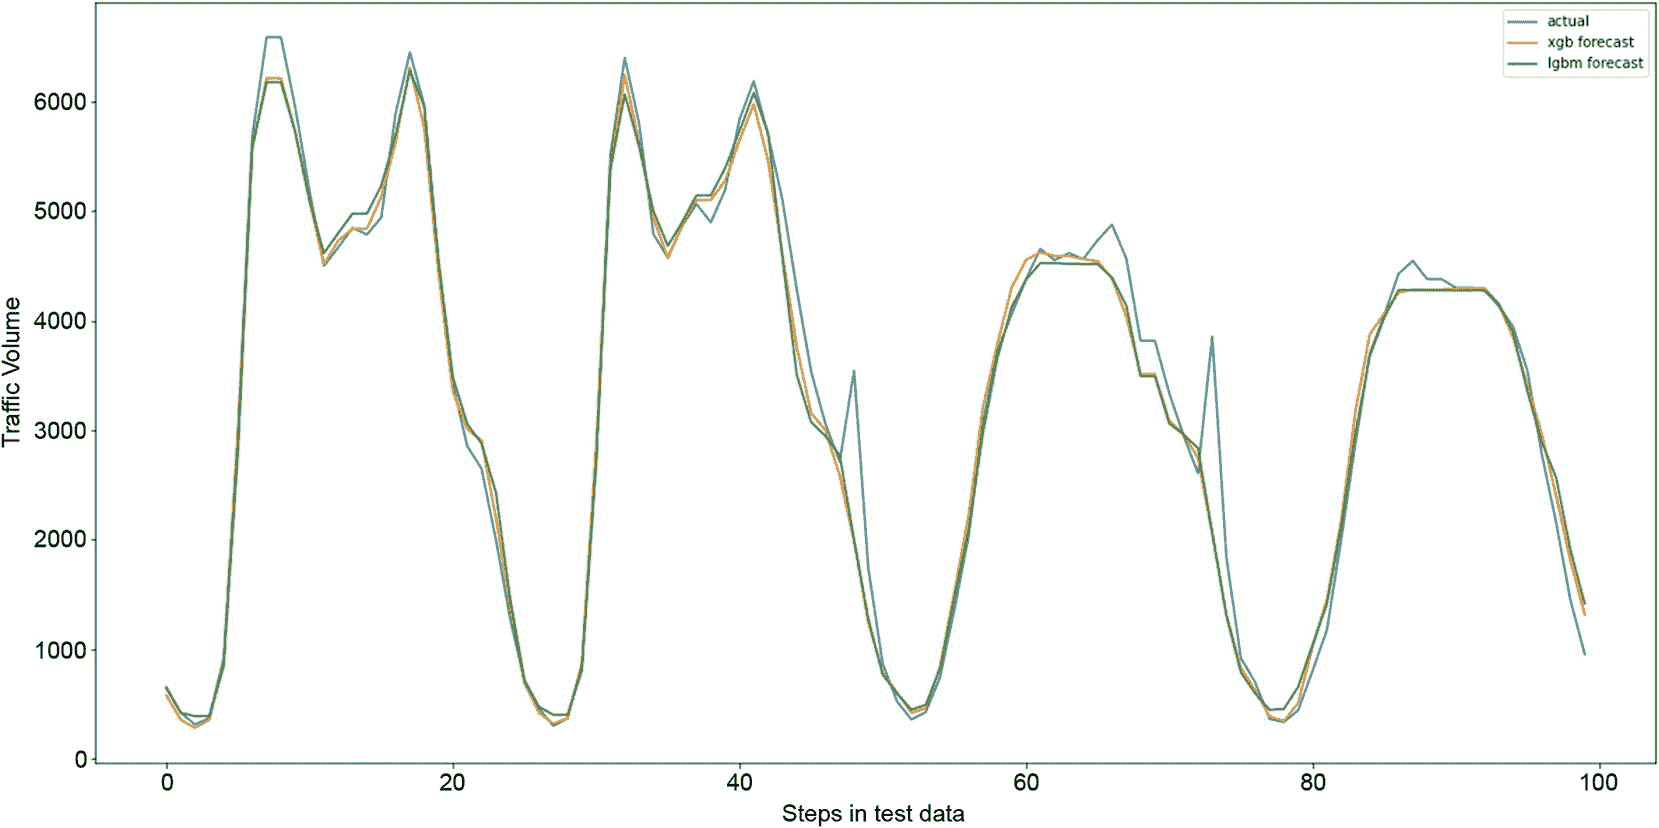 actual
xgb forecast
lgbm forecast
6000
5000
4000
3000
2000
1000
0
Traffic Volume
0 20 40 60 80 100
Steps in test data